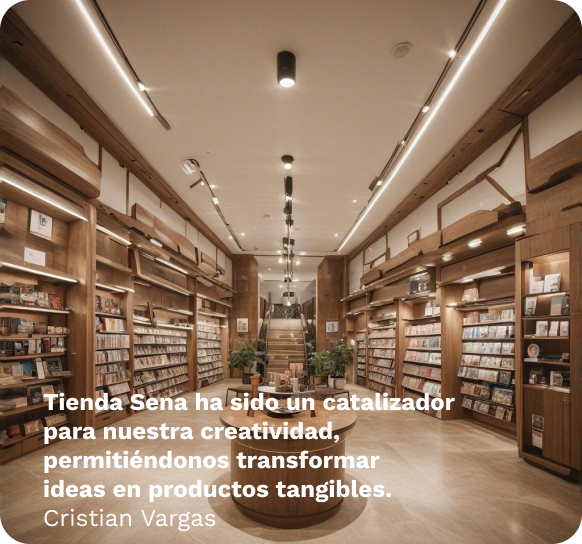 Tienda Sena ha sido un catalizador
para nuestra creatividad,
permitiéndonos transformar
ideas en productos tangibles.
Cristian Vargas